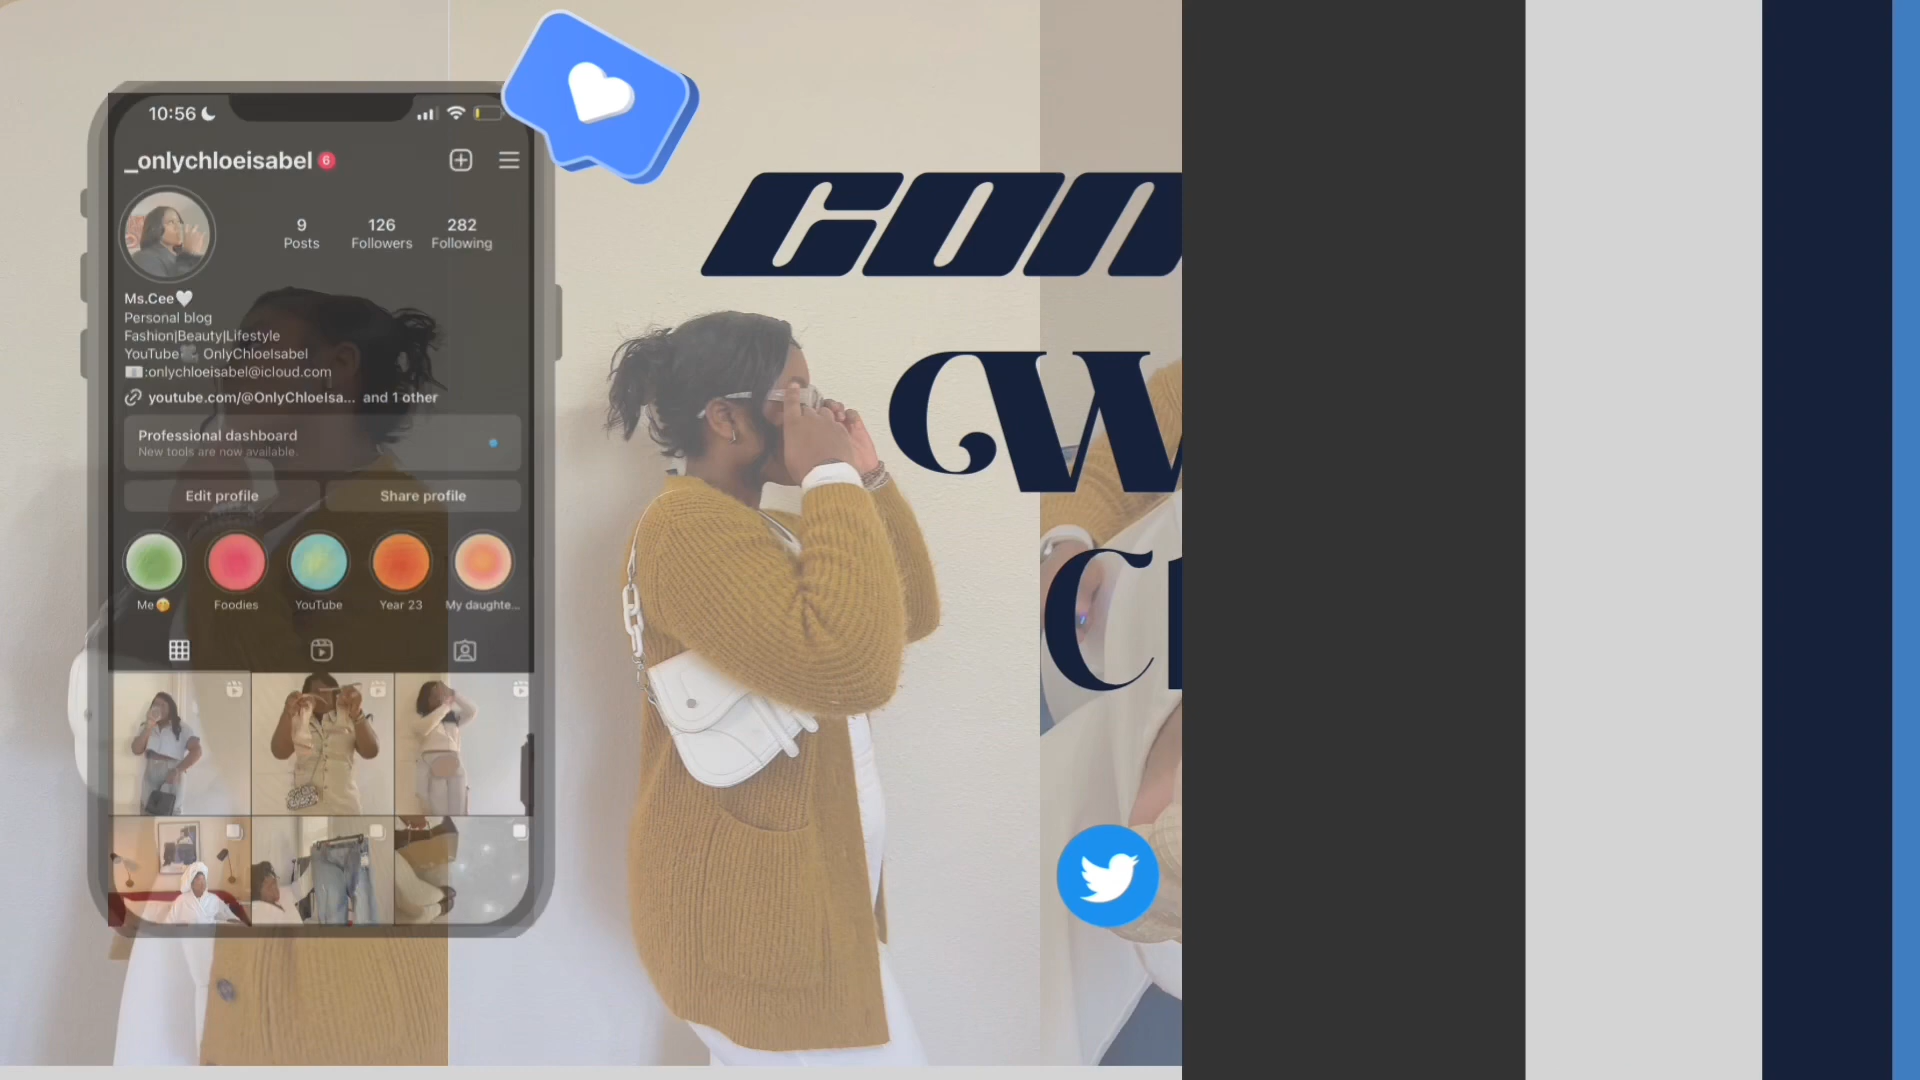 10:56
_onlychloeisabel 6
9 126 282
Posts Followers Following
Ms.Cee🤍
Personal blog
Fashion|Beauty|Lifestyle
YouTube🎥: OnlyChloeIsabel
📧:onlychloeisabel@icloud.com
youtube.com/@OnlyChloeIsa... and 1 other
Professional dashboard
New tools are now available.
Edit profile Share profile
Me🤭 Foodies YouTube Year 23 My daughte...
CON
W